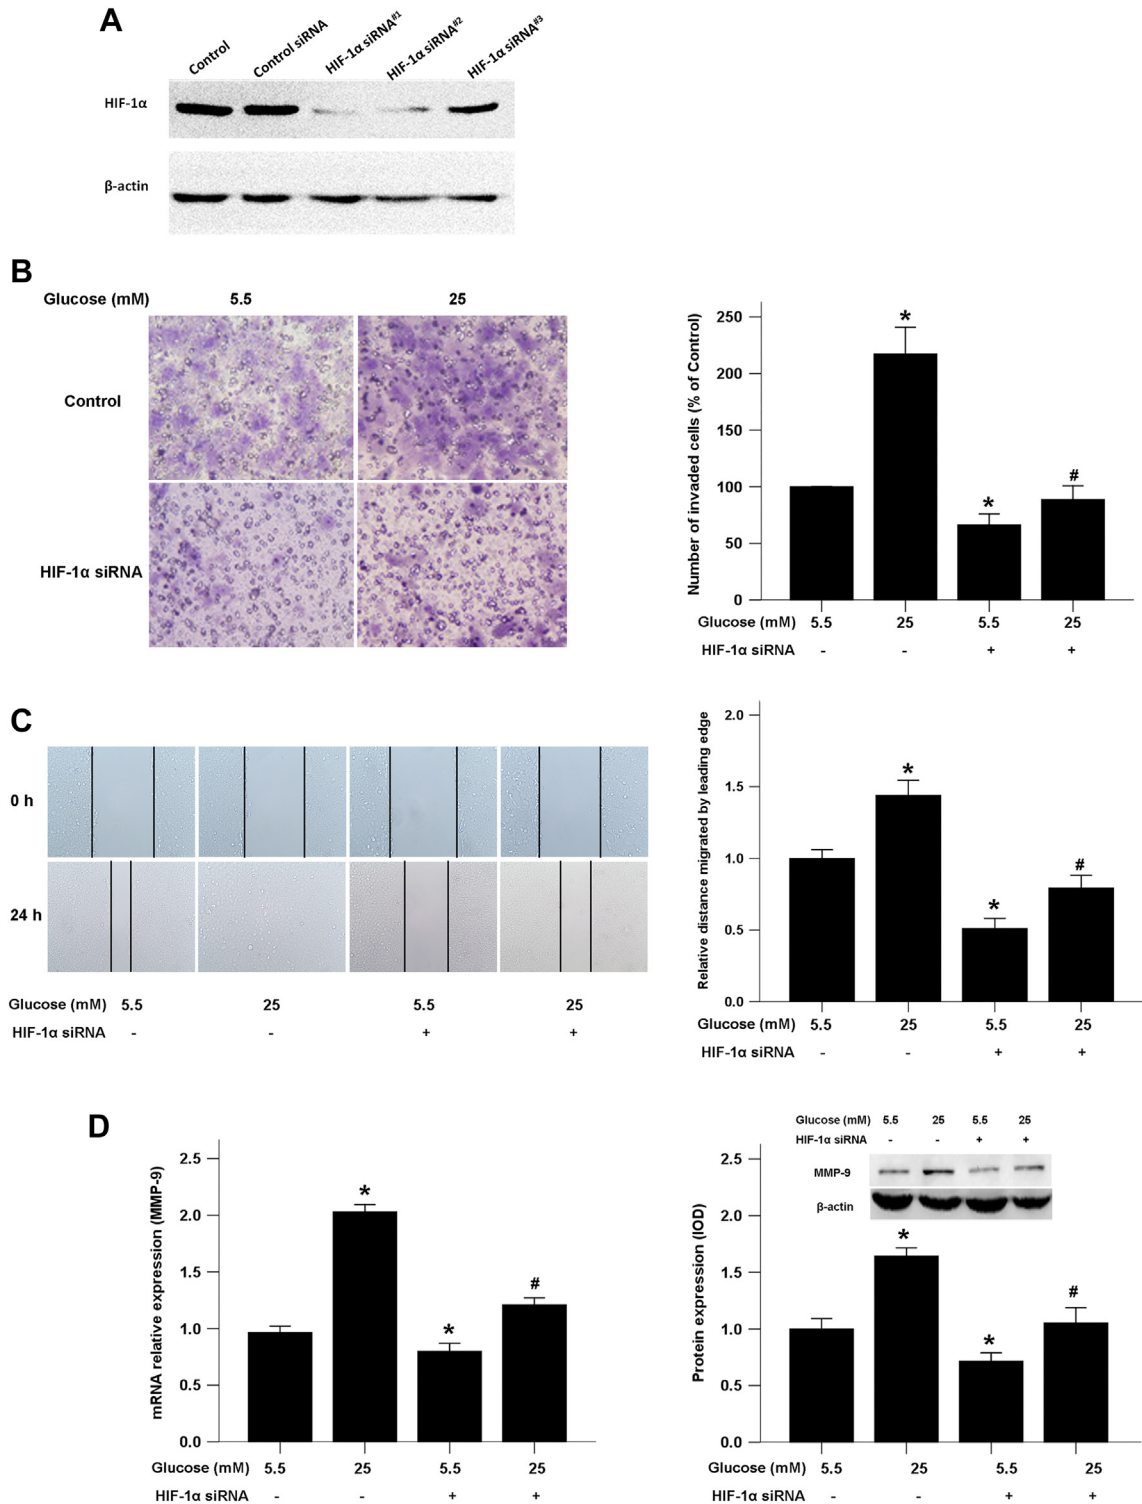 A
Control
Control siRNA
HIF-1α siRNA#1
HIF-1α siRNA#2
HIF-1α siRNA#3
HIF-1α
β-actin
B
Glucose (mM) 5.5 25
Control
HIF-1α siRNA
Number of invaded cells (% of Control)
250
200
150
100
50
0
* * #
Glucose (mM) 5.5 25 5.5 25
HIF-1α siRNA - - + +
C
0 h
24 h
Glucose (mM) 5.5 25 5.5 25
HIF-1α siRNA - - + +
Relative distance migrated by leading edge
2.0
1.5
1.0
0.5
0.0
* * #
Glucose (mM) 5.5 25 5.5 25
HIF-1α siRNA - - + +
D
mRNA relative expression (MMP-9)
2.5
2.0
1.5
1.0
0.5
0.0
* * #
Glucose (mM) 5.5 25 5.5 25
HIF-1α siRNA - - + +
Glucose (mM) 5.5 25 5.5 25
HIF-1α siRNA - - + +
MMP-9
β-actin
Protein expression (IOD)
2.5
2.0
1.5
1.0
0.5
0.0
* * #
Glucose (mM) 5.5 25 5.5 25
HIF-1α siRNA - - + +